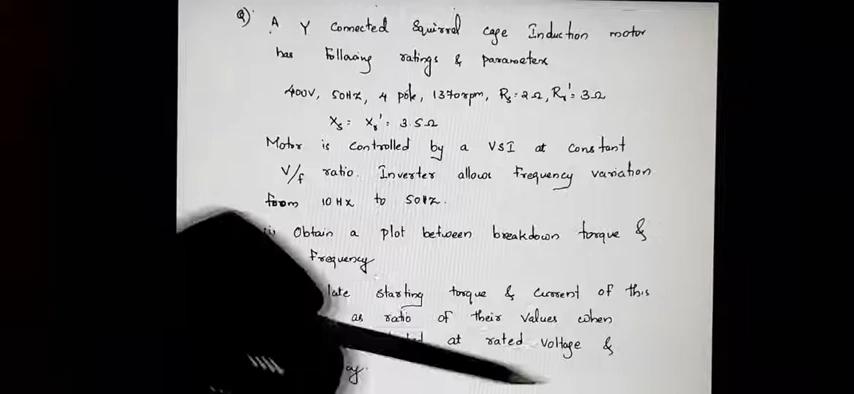 Q) A Y connected Squirrel cage Induction motor
has following ratings & parameters
400V, 50HZ, 4 pole, 1370rpm, Rs = 2Ω, Rr' = 3Ω
Xs = Xr' = 3.5Ω
Motor is controlled by a VSI at constant
V/f ratio. Inverter allows frequency variation
from 10Hz to 50Hz.
Obtain a plot between breakdown torque &
frequency
starting torque & current of this
as ratio of their values when
at rated voltage &